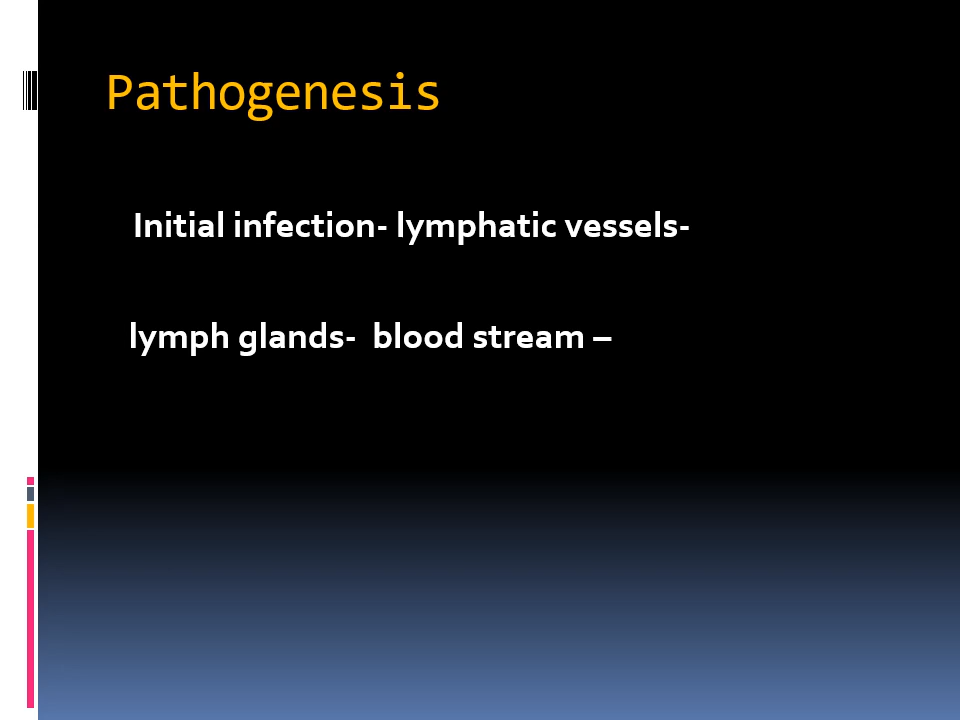 Pathogenesis
Initial infection- lymphatic vessels-
lymph glands-  blood stream –